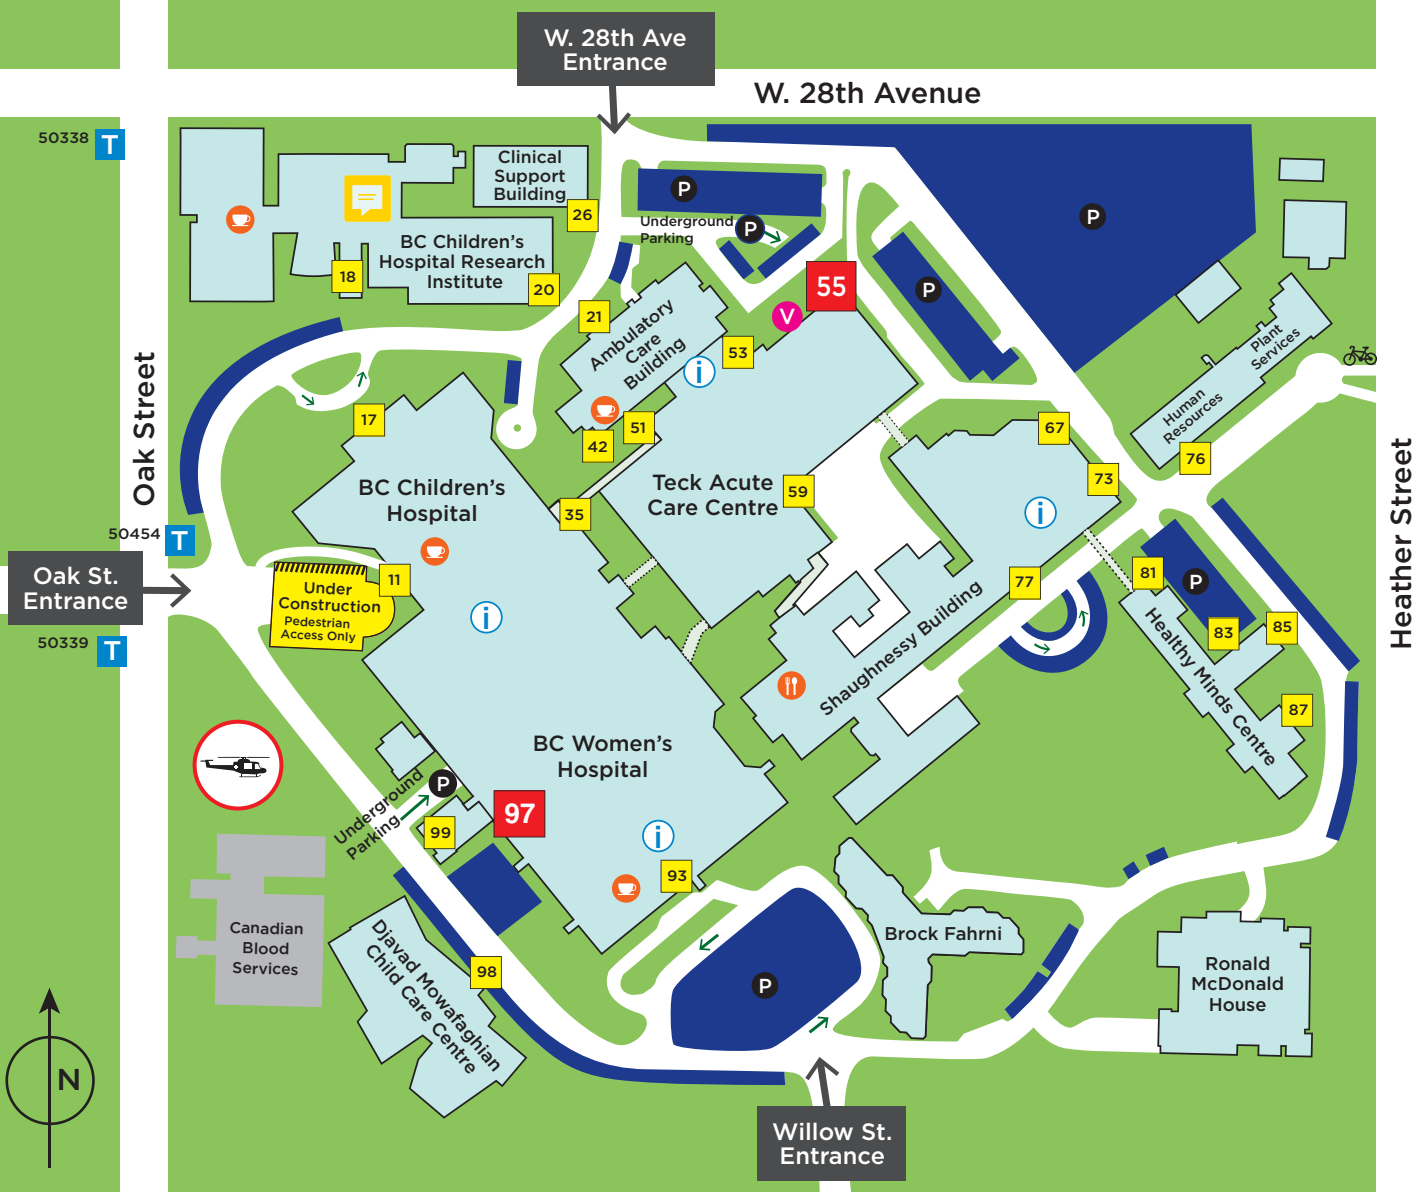 W. 28th Ave
Entrance
W. 28th Avenue
50338
T
Clinical
Support
Building
26
P
Underground
Parking
P
P
BC Children's
Hospital Research
Institute
18
20
21
55
V
P
Ambulatory
Care
Building
53
i
Plant
Services
Human
Resources
Oak Street
17
42
51
67
76
73
Heather Street
BC Children's
Hospital
35
Teck Acute
Care Centre
59
i
50454
T
Oak St.
Entrance
11
Under
Construction
Pedestrian
Access Only
i
77
81
P
83
85
50339
T
Shaughnessy Building
Healthy Minds Centre
87
BC Women's
Hospital
Underground
Parking
P
99
97
i
93
Canadian
Blood
Services
Djavad Mowafaghian
Child Care Centre
98
P
Brock Fahrni
Ronald
McDonald
House
N
Willow St.
Entrance